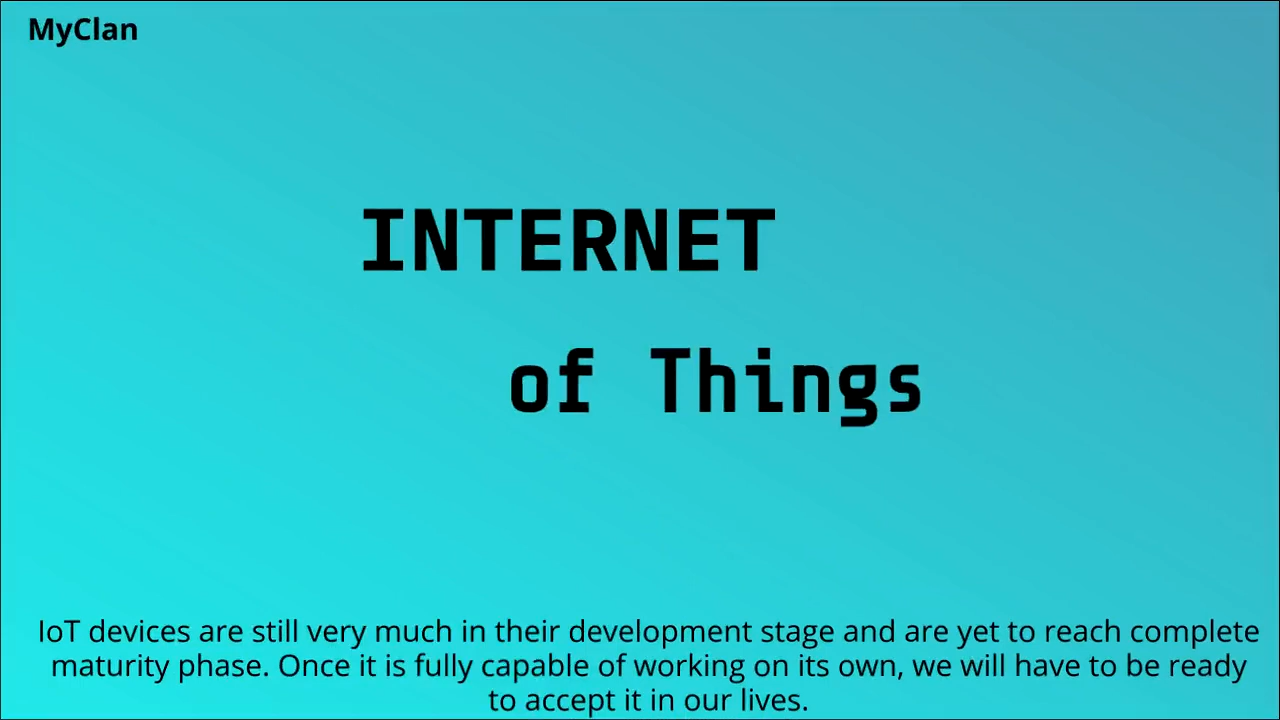 MyClan
INTERNET
of Things
IoT devices are still very much in their development stage and are yet to reach complete
maturity phase. Once it is fully capable of working on its own, we will have to be ready
to accept it in our lives.